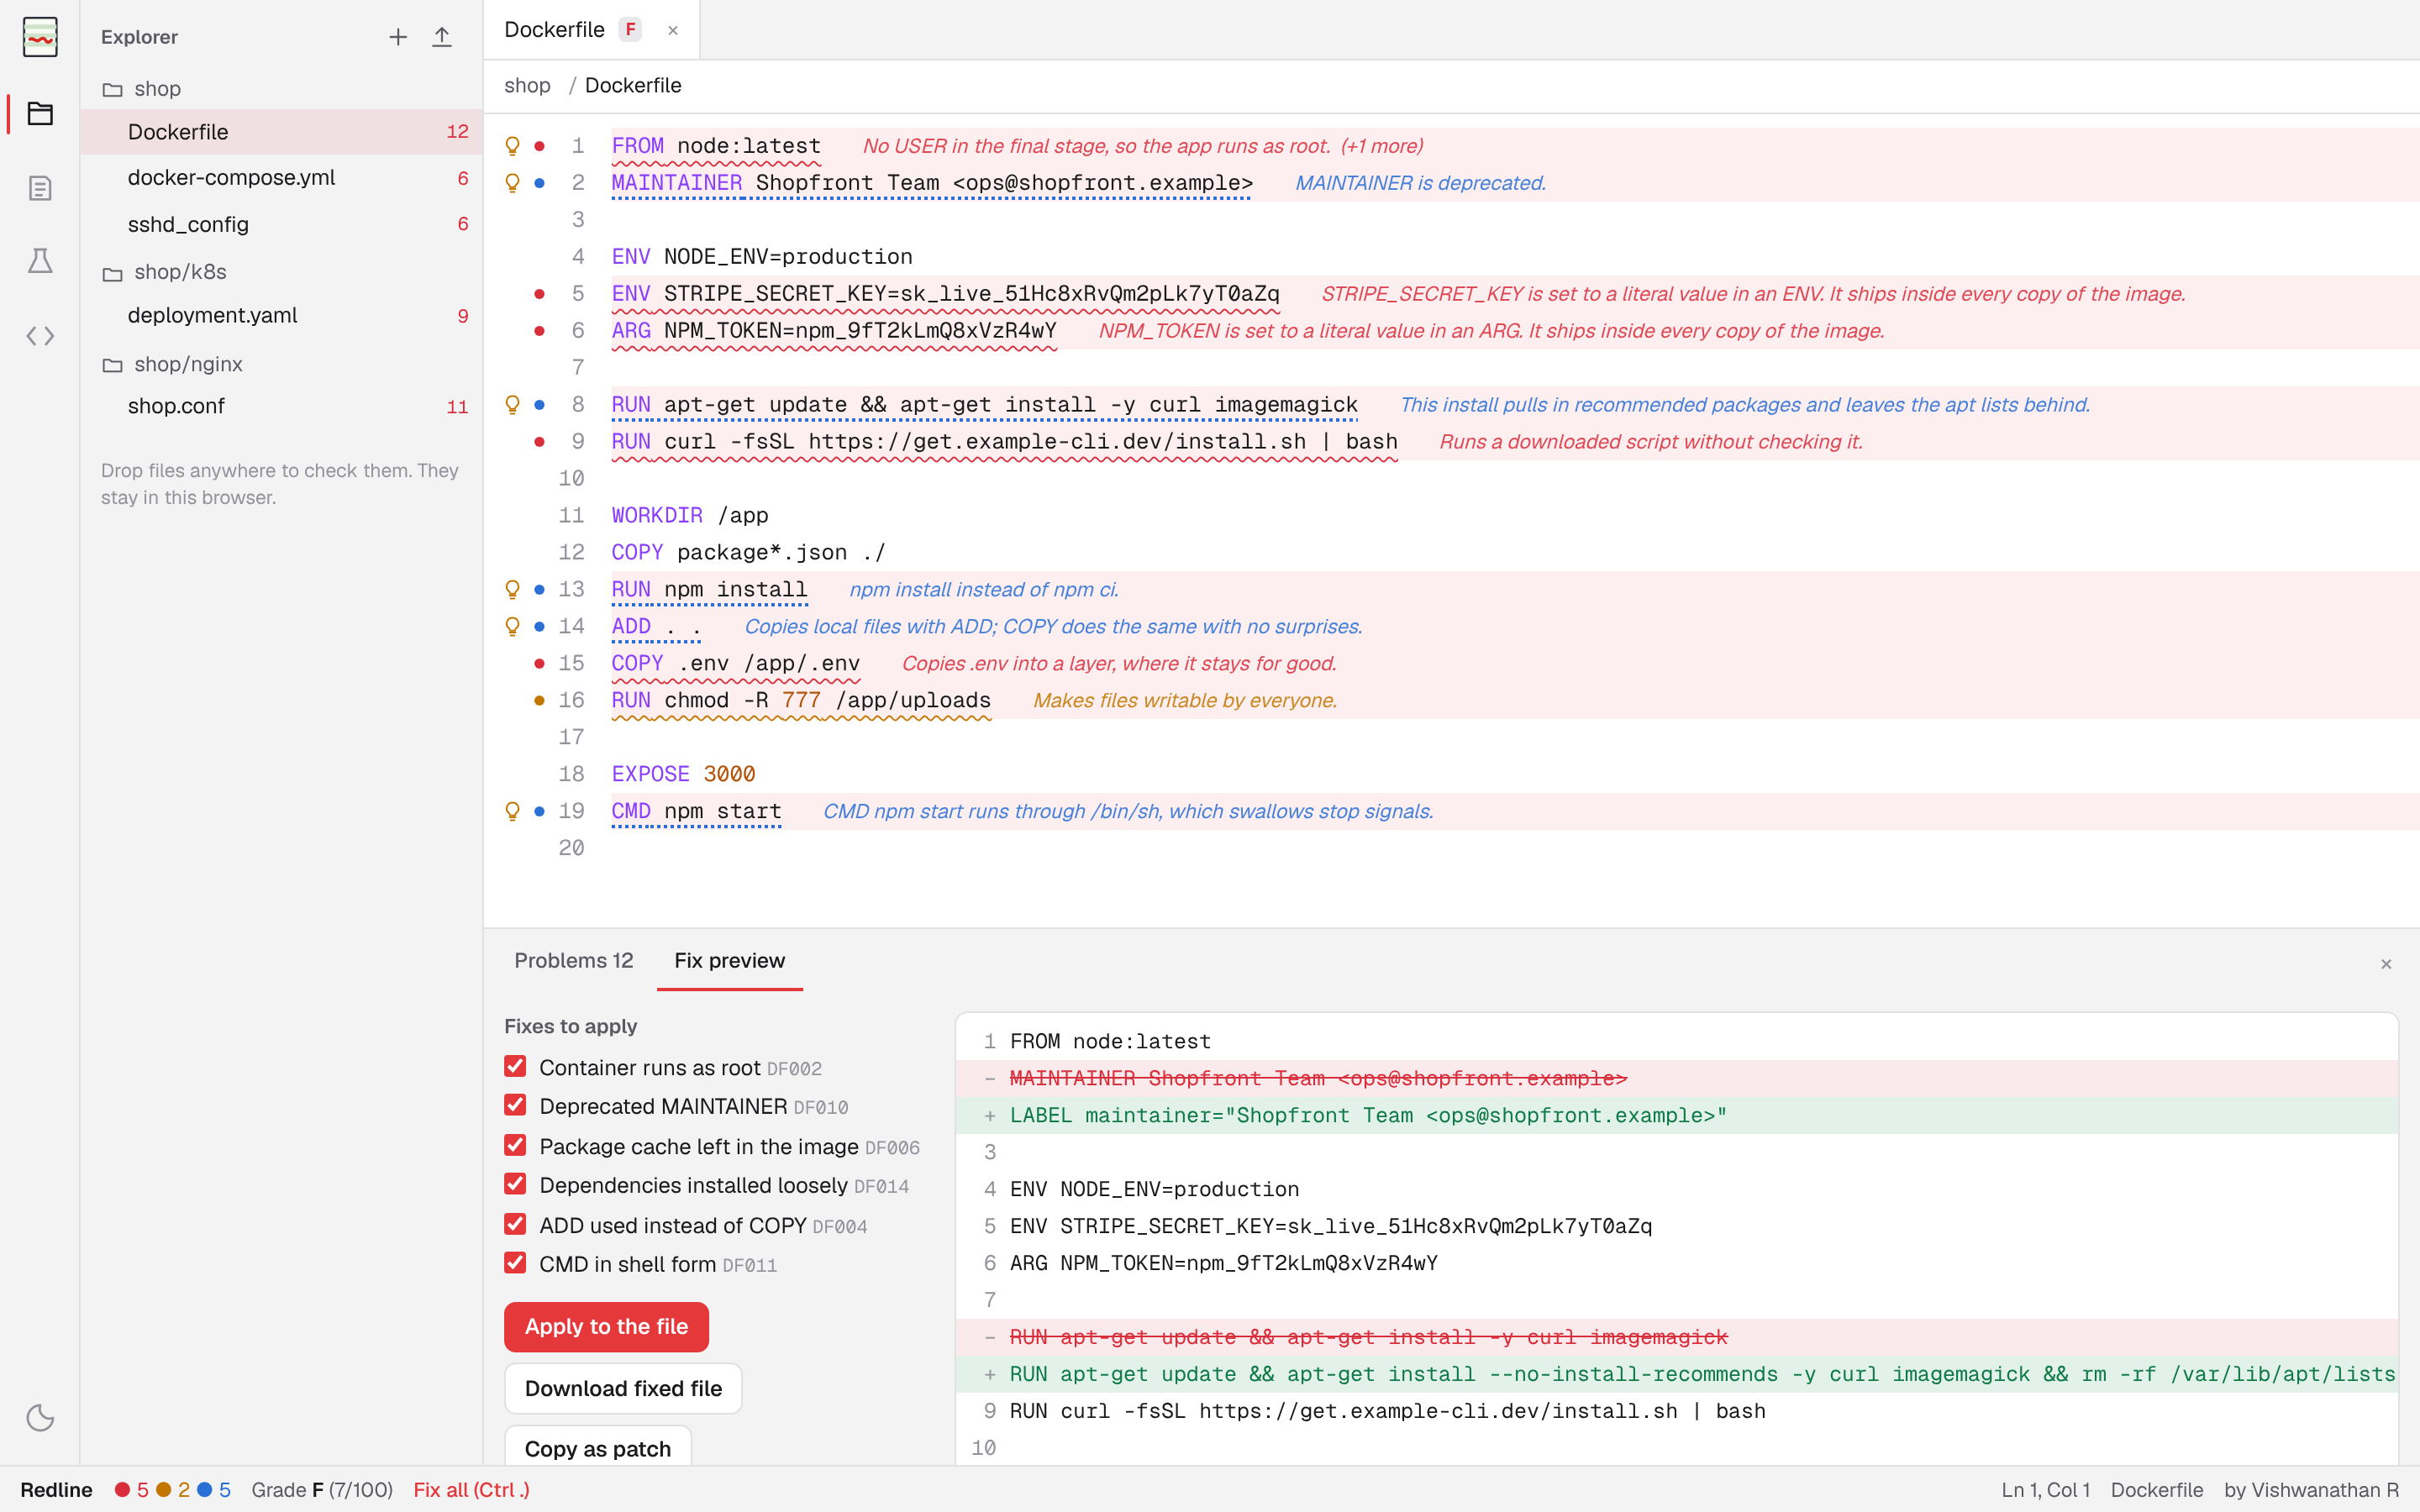 Explorer
shop
Dockerfile 12
docker-compose.yml 6
sshd_config 6
shop/k8s
deployment.yaml 9
shop/nginx
shop.conf 11
Drop files anywhere to check them. They
stay in this browser.
Dockerfile F ×
shop / Dockerfile
1 FROM node:latest No USER in the final stage, so the app runs as root. (+1 more)
2 MAINTAINER Shopfront Team <ops@shopfront.example> MAINTAINER is deprecated.
3
4 ENV NODE_ENV=production
5 ENV STRIPE_SECRET_KEY=sk_live_51Hc8xRvQm2pLk7yT0aZq STRIPE_SECRET_KEY is set to a literal value in an ENV. It ships inside every copy of the image.
6 ARG NPM_TOKEN=npm_9fT2kLmQ8xVzR4wY NPM_TOKEN is set to a literal value in an ARG. It ships inside every copy of the image.
7
8 RUN apt-get update && apt-get install -y curl imagemagick This install pulls in recommended packages and leaves the apt lists behind.
9 RUN curl -fsSL https://get.example-cli.dev/install.sh | bash Runs a downloaded script without checking it.
10
11 WORKDIR /app
12 COPY package*.json ./
13 RUN npm install npm install instead of npm ci.
14 ADD . . Copies local files with ADD; COPY does the same with no surprises.
15 COPY .env /app/.env Copies .env into a layer, where it stays for good.
16 RUN chmod -R 777 /app/uploads Makes files writable by everyone.
17
18 EXPOSE 3000
19 CMD npm start CMD npm start runs through /bin/sh, which swallows stop signals.
20
Problems 12 Fix preview ×
Fixes to apply
Container runs as root DF002
Deprecated MAINTAINER DF010
Package cache left in the image DF006
Dependencies installed loosely DF014
ADD used instead of COPY DF004
CMD in shell form DF011
Apply to the file
Download fixed file
Copy as patch
1 FROM node:latest
- MAINTAINER Shopfront Team <ops@shopfront.example>
+ LABEL maintainer="Shopfront Team <ops@shopfront.example>"
3
4 ENV NODE_ENV=production
5 ENV STRIPE_SECRET_KEY=sk_live_51Hc8xRvQm2pLk7yT0aZq
6 ARG NPM_TOKEN=npm_9fT2kLmQ8xVzR4wY
7
- RUN apt-get update && apt-get install -y curl imagemagick
+ RUN apt-get update && apt-get install --no-install-recommends -y curl imagemagick && rm -rf /var/lib/apt/lists
9 RUN curl -fsSL https://get.example-cli.dev/install.sh | bash
10
Redline 5 2 5 Grade F (7/100) Fix all (Ctrl .)
Ln 1, Col 1 Dockerfile by Vishwanathan R